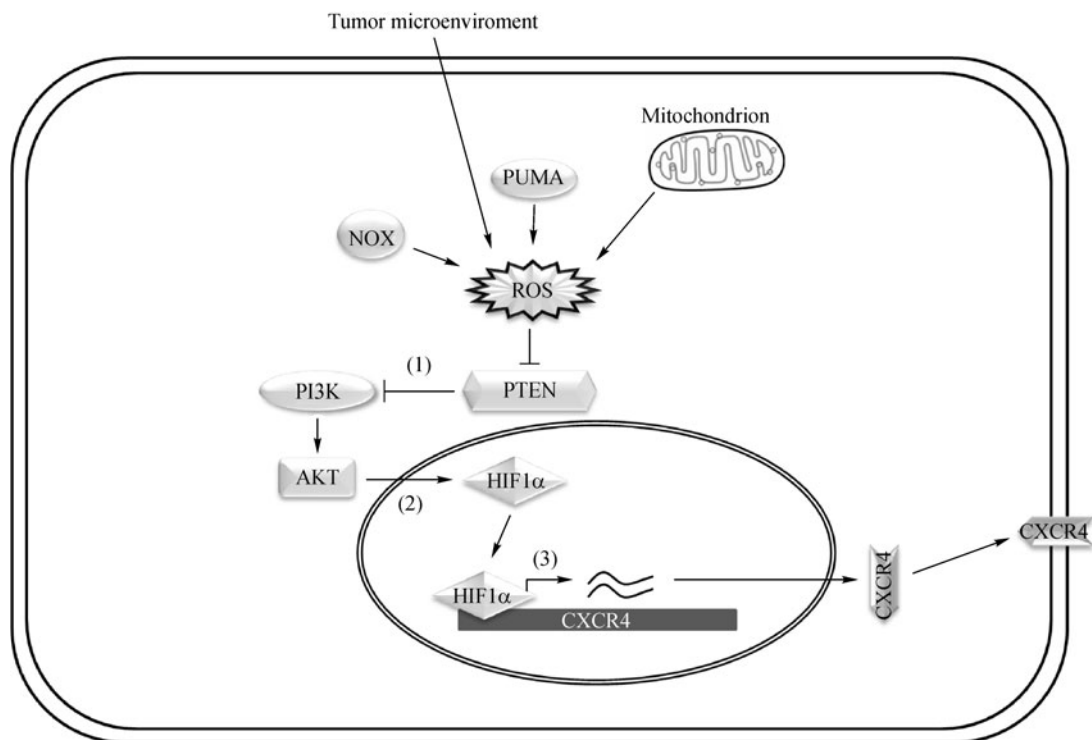 Tumor microenviroment
Mitochondrion
PUMA
NOX
ROS
(1)
PI3K
PTEN
AKT
(2)
HIF1α
(3)
HIF1α
CXCR4
CXCR4
CXCR4